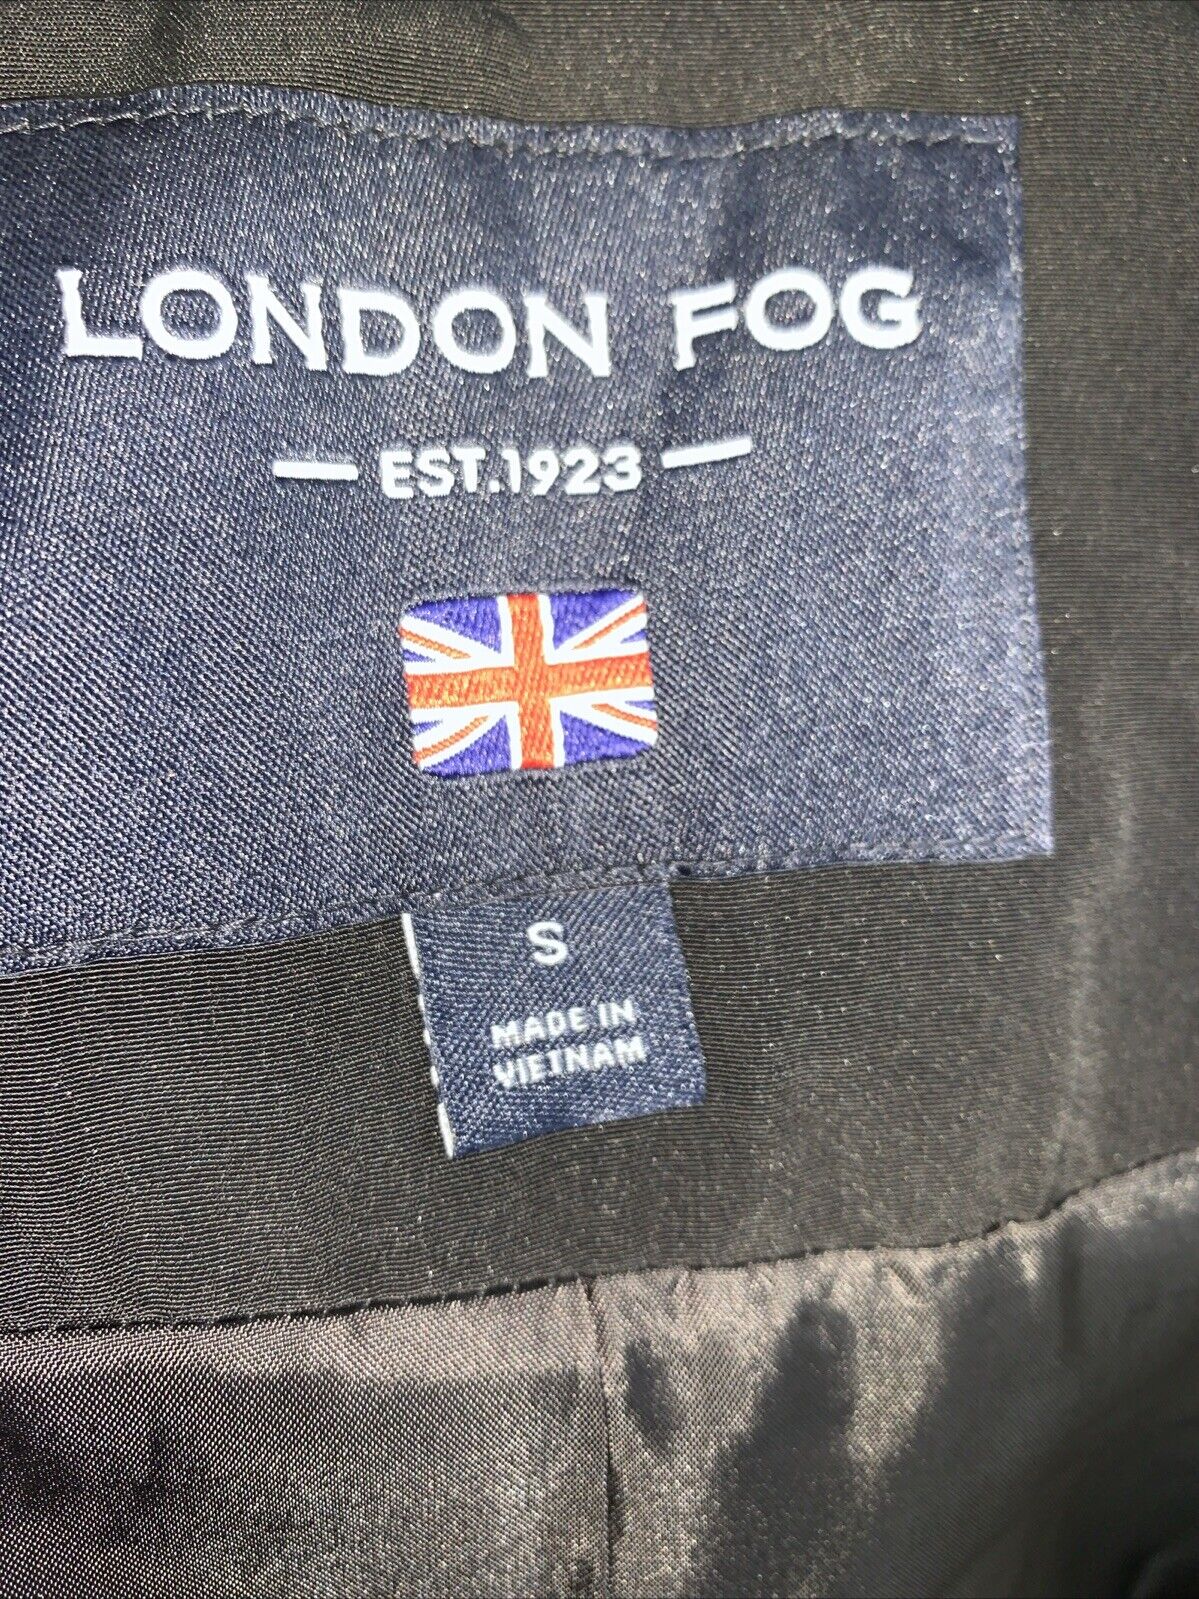 LONDON FOG
EST.1923
S
MADE IN
VIETNAM